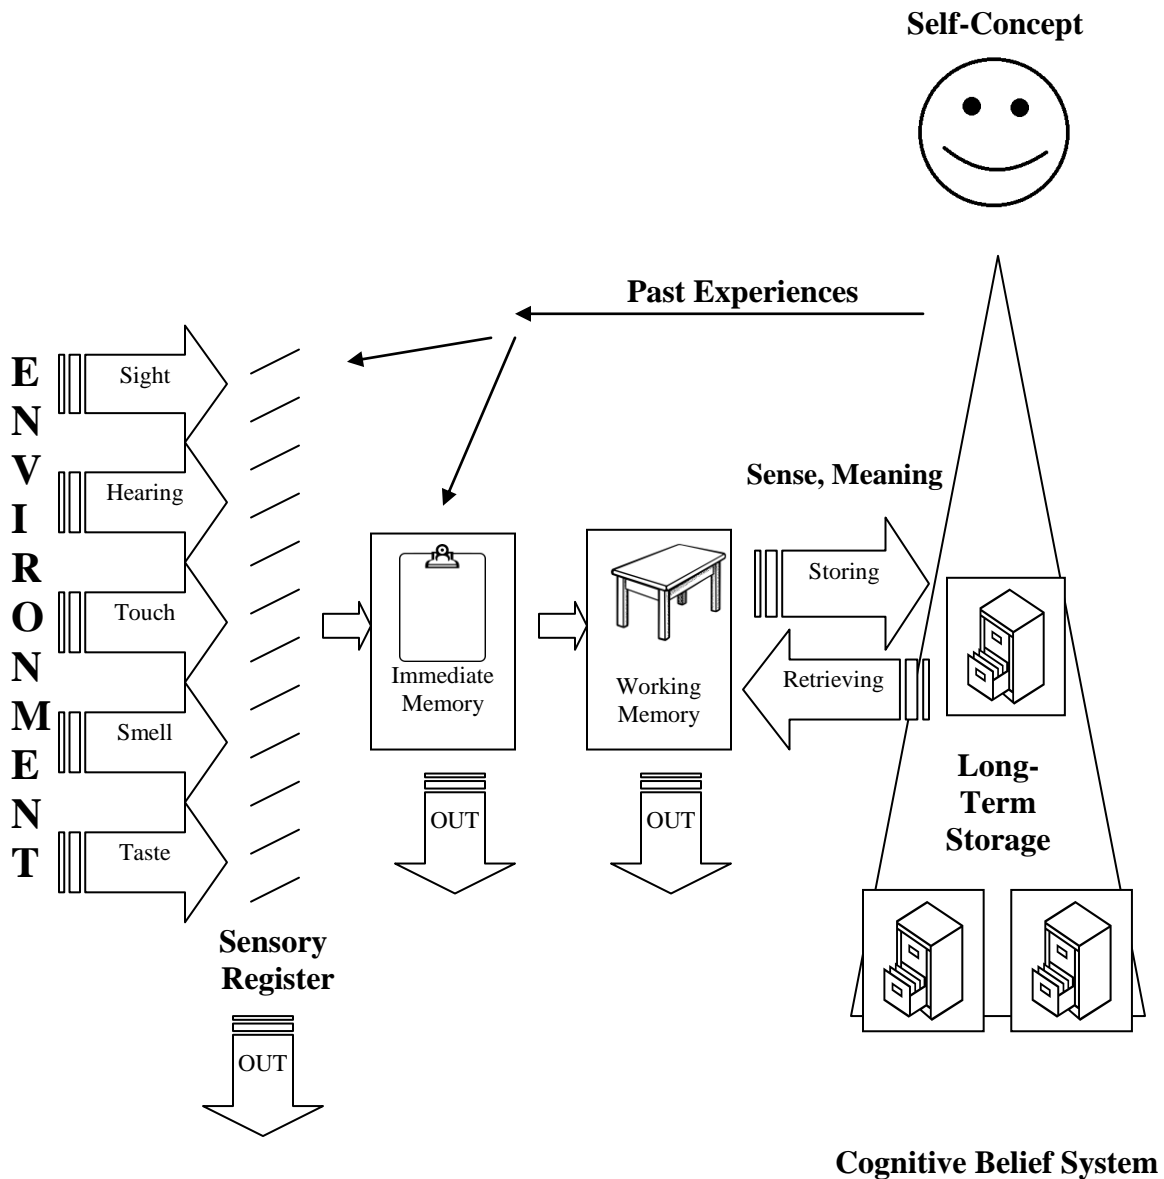 Self-Concept
Past Experiences
ENVIRONMENT
Sight
Hearing
Touch
Smell
Taste
Sense, Meaning
Storing
Retrieving
Immediate
Memory
Working
Memory
Long-
Term
Storage
OUT
OUT
Sensory
Register
OUT
Cognitive Belief System